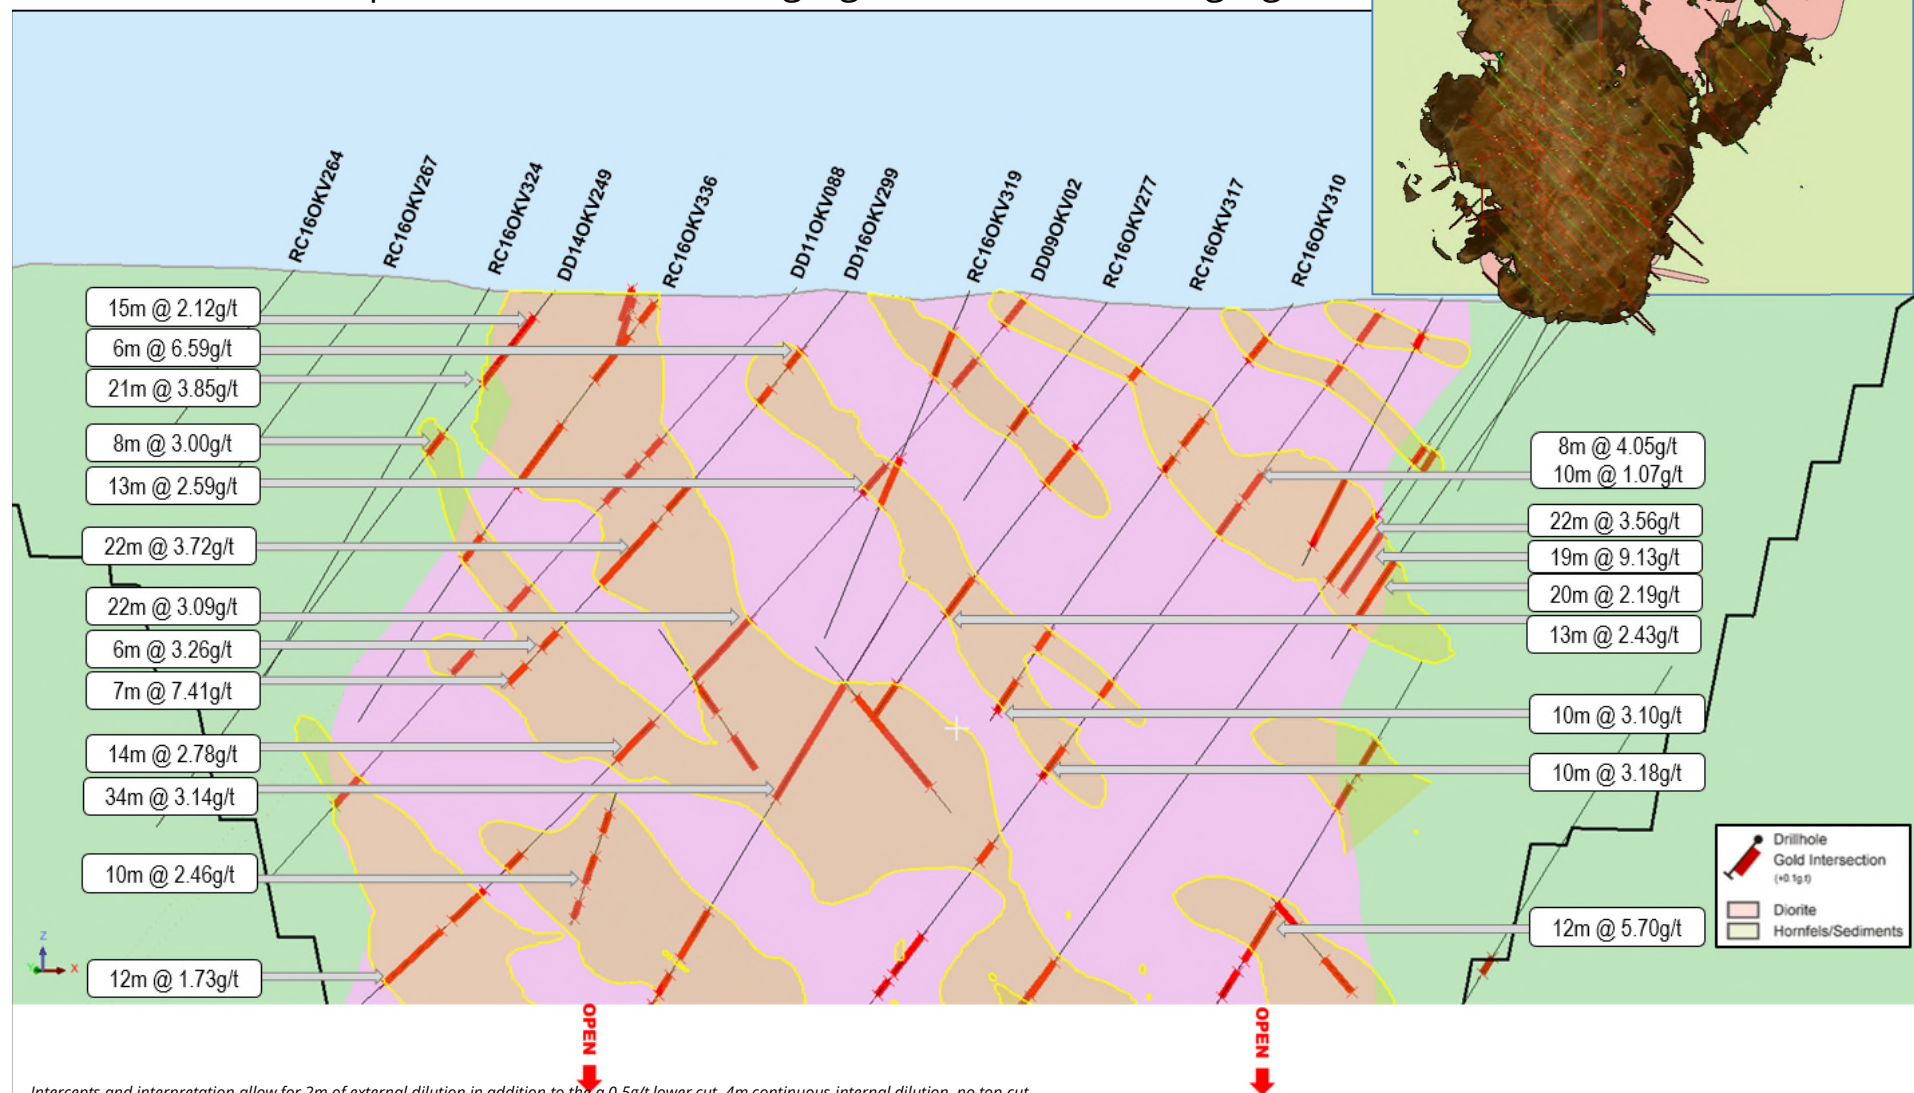 RC16OKV264
RC16OKV267
RC16OKV324
DD14OKV249
RC16OKV336
DD11OKV088
DD16OKV299
RC16OKV319
DD09OKV02
RC16OKV277
RC16OKV317
RC16OKV310
15m @ 2.12g/t
6m @ 6.59g/t
21m @ 3.85g/t
8m @ 3.00g/t
13m @ 2.59g/t
22m @ 3.72g/t
22m @ 3.09g/t
6m @ 3.26g/t
7m @ 7.41g/t
14m @ 2.78g/t
34m @ 3.14g/t
10m @ 2.46g/t
12m @ 1.73g/t
8m @ 4.05g/t
10m @ 1.07g/t
22m @ 3.56g/t
19m @ 9.13g/t
20m @ 2.19g/t
13m @ 2.43g/t
10m @ 3.10g/t
10m @ 3.18g/t
12m @ 5.70g/t
Drillhole
Gold Intersection
(+0.1g.t)
Diorite
Hornfels/Sediments
Z
Y
X
OPEN
OPEN
Intercepts and interpretation allow for 2m of external dilution in addition to the a 0.5g/t lower cut, 4m continuous internal dilution, no top cut